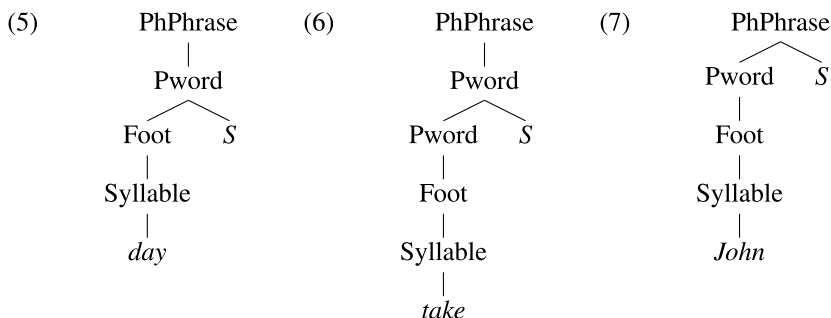 (5) PhPhrase (6) PhPhrase (7) PhPhrase
Pword Pword Pword S
Foot S Pword S Foot
Syllable Foot Syllable
day Syllable John
take